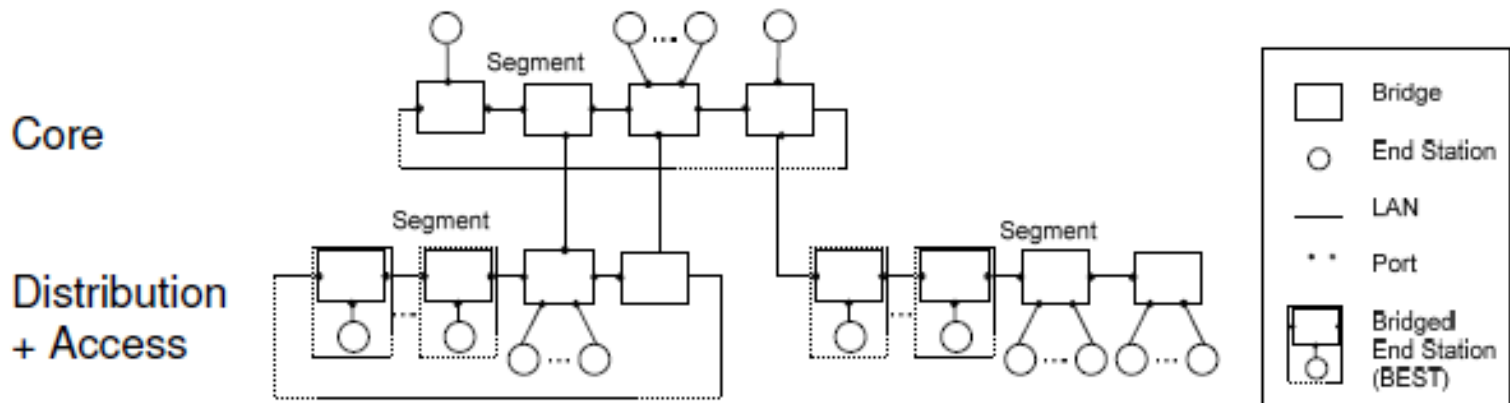 Segment
Core
Segment
Segment
Distribution
+ Access
Bridge
End Station
LAN
Port
Bridged
End Station
(BEST)